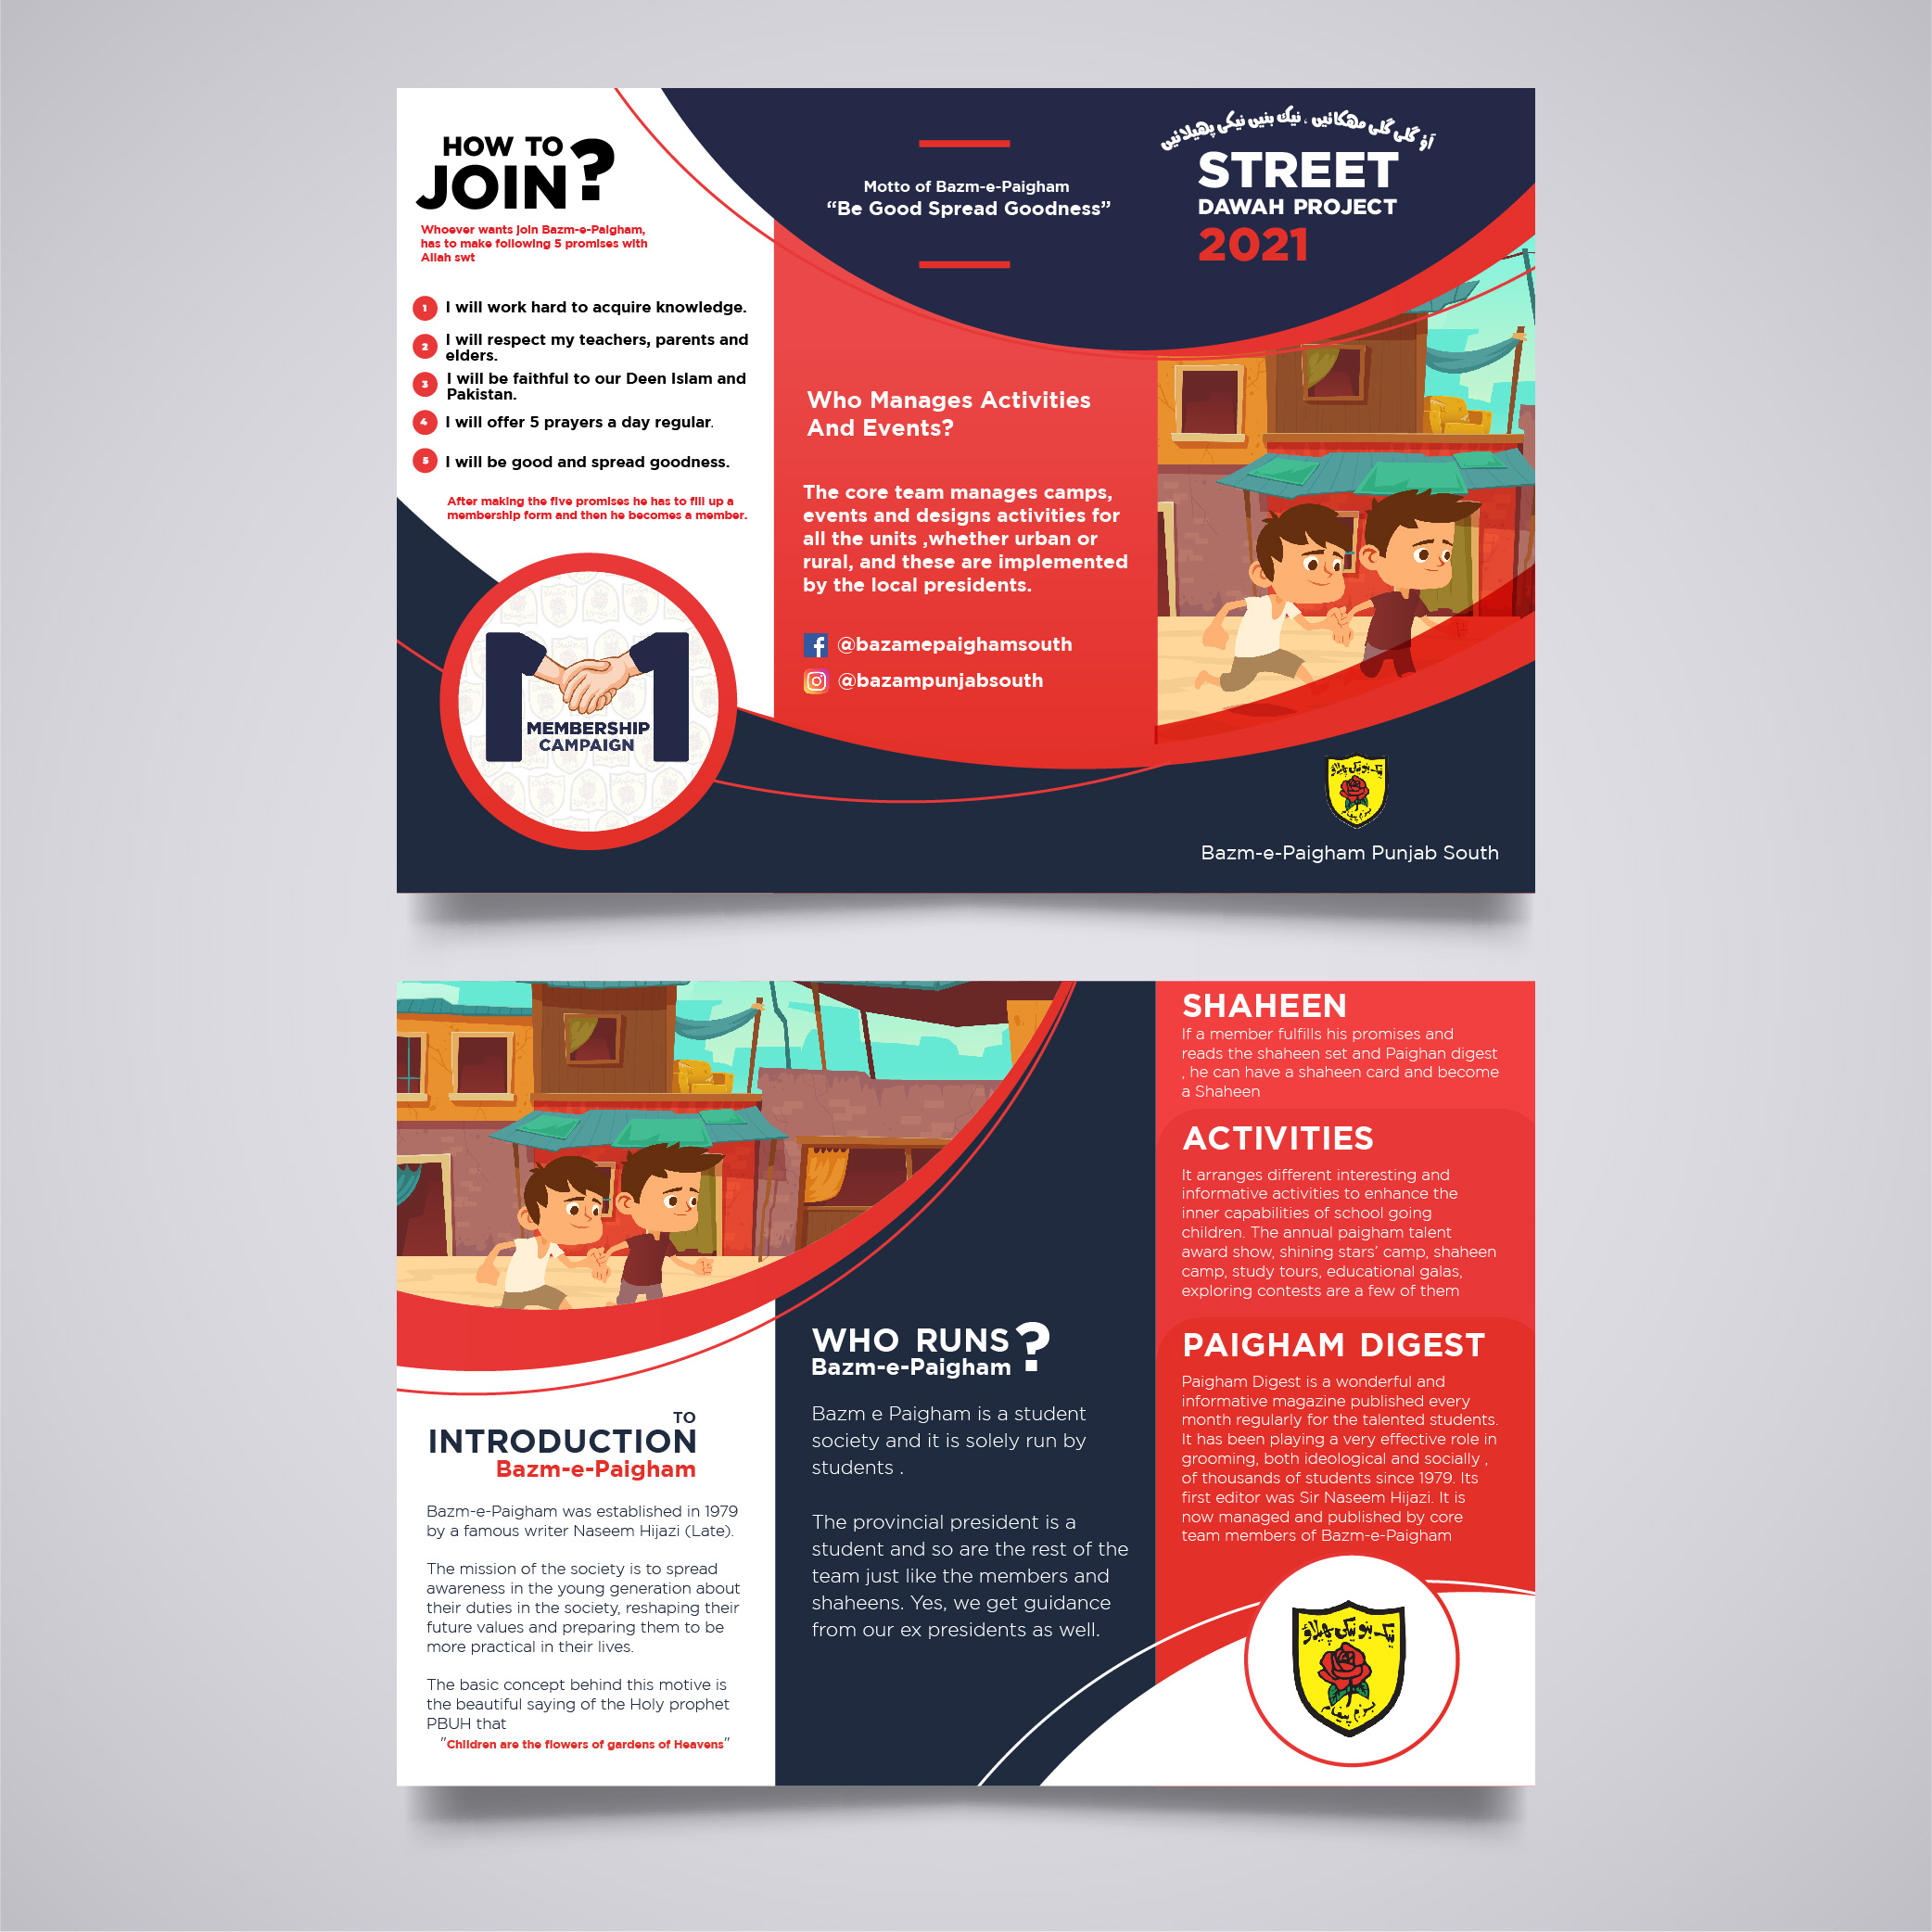 HOW TO
JOIN?
Whoever wants join Bazm-e-Paigham,
has to make following 5 promises with
Allah swt
1 I will work hard to acquire knowledge.
2 I will respect my teachers, parents and
elders.
3 I will be faithful to our Deen Islam and
Pakistan.
4 I will offer 5 prayers a day regular.
5 I will be good and spread goodness.
After making the five promises he has to fill up a
membership form and then he becomes a member.
MEMBERSHIP
CAMPAIGN
Motto of Bazm-e-Paigham
“Be Good Spread Goodness”
Who Manages Activities
And Events?
The core team manages camps,
events and designs activities for
all the units ,whether urban or
rural, and these are implemented
by the local presidents.
@bazamepaighamsouth
@bazampunjabsouth
آؤ گلی گلی مہکائیں ، نیک بنیں نیکی پھیلائیں
STREET
DAWAH PROJECT
2021
نیک بنو نیکی پھیلاؤ
Bazm-e-Paigham Punjab South
TO
INTRODUCTION
Bazm-e-Paigham
Bazm-e-Paigham was established in 1979
by a famous writer Naseem Hijazi (Late).
The mission of the society is to spread
awareness in the young generation about
their duties in the society, reshaping their
future values and preparing them to be
more practical in their lives.
The basic concept behind this motive is
the beautiful saying of the Holy prophet
PBUH that
"Children are the flowers of gardens of Heavens"
WHO RUNS?
Bazm-e-Paigham
Bazm e Paigham is a student
society and it is solely run by
students .
The provincial president is a
student and so are the rest of the
team just like the members and
shaheens. Yes, we get guidance
from our ex presidents as well.
SHAHEEN
If a member fulfills his promises and
reads the shaheen set and Paighan digest
, he can have a shaheen card and become
a Shaheen
ACTIVITIES
It arranges different interesting and
informative activities to enhance the
inner capabilities of school going
children. The annual paigham talent
award show, shining stars’ camp, shaheen
camp, study tours, educational galas,
exploring contests are a few of them
PAIGHAM DIGEST
Paigham Digest is a wonderful and
informative magazine published every
month regularly for the talented students.
It has been playing a very effective role in
grooming, both ideological and socially ,
of thousands of students since 1979. Its
first editor was Sir Naseem Hijazi. It is
now managed and published by core
team members of Bazm-e-Paigham
نیک بنو نیکی پھیلاؤ
بزم پیغام